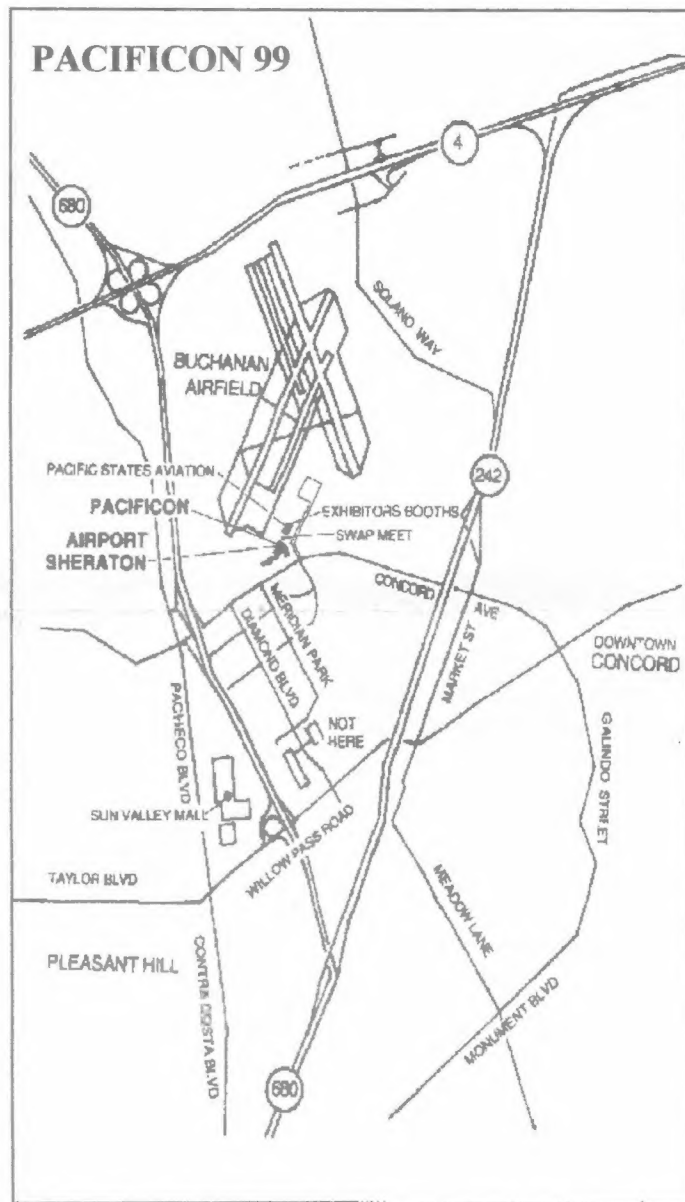 PACIFICON 99
4
680
SOLANO WAY
BUCHANAN
AIRFIELD
PACIFIC STATES AVIATION
242
PACIFICON
EXHIBITORS BOOTHS
AIRPORT
SHERATON
SWAP MEET
CONCORD
AVE
MERIDIAN PARK
DIAMOND BLVD
MARKET ST
DOWNTOWN
CONCORD
PACHECO BLVD
NOT
HERE
GALINDO STREET
SUN VALLEY MALL
WILLOW PASS ROAD
TAYLOR BLVD
MEADOW LANE
PLEASANT HILL
CONTRA COSTA BLVD
MONUMENT BLVD
680